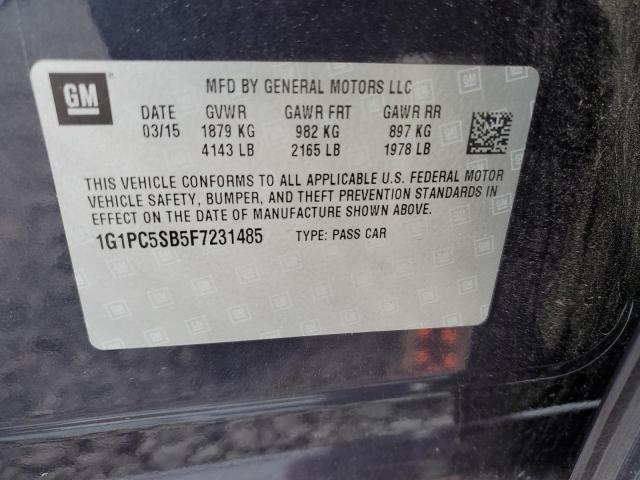 GM
MFD BY GENERAL MOTORS LLC
DATE GVWR GAWR FRT GAWR RR
03/15 1879 KG 982 KG 897 KG
4143 LB 2165 LB 1978 LB
THIS VEHICLE CONFORMS TO ALL APPLICABLE U.S. FEDERAL MOTOR
VEHICLE SAFETY, BUMPER, AND THEFT PREVENTION STANDARDS IN
EFFECT ON THE DATE OF MANUFACTURE SHOWN ABOVE.
1G1PC5SB5F7231485 TYPE: PASS CAR